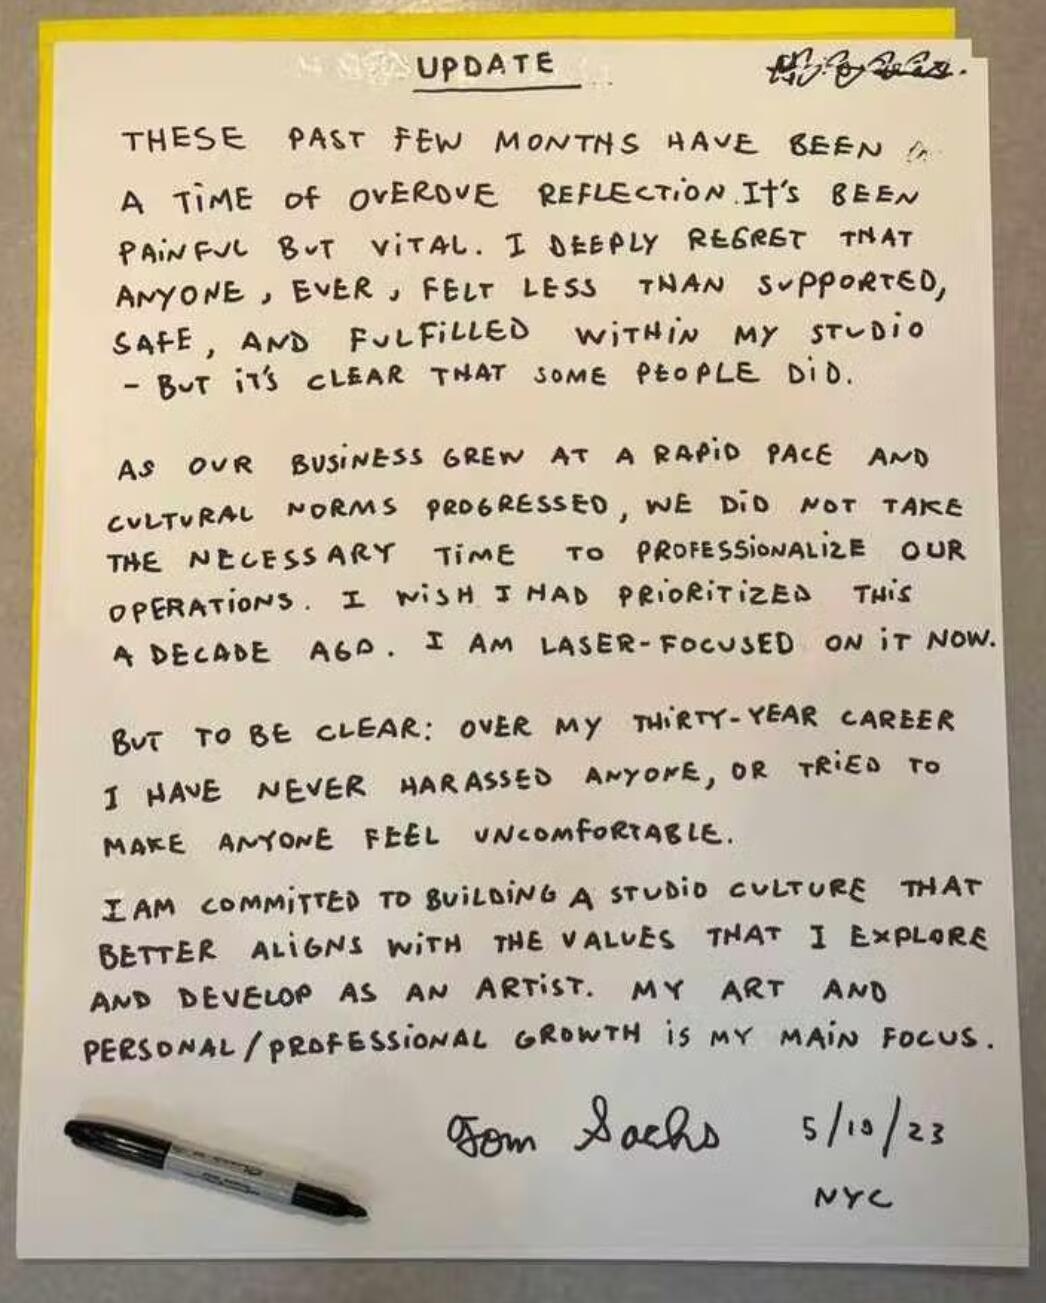 UPDATE
THESE PAST FEW MONTHS HAVE BEEN
A TIME OF OVERDUE REFLECTION. IT'S BEEN
PAINFUL BUT VITAL. I DEEPLY REGRET THAT
ANYONE, EVER, FELT LESS THAN SUPPORTED,
SAFE, AND FULFILLED WITHIN MY STUDIO
- BUT IT'S CLEAR THAT SOME PEOPLE DID.
AS OUR BUSINESS GREW AT A RAPID PACE AND
CULTURAL NORMS PROGRESSED, WE DID NOT TAKE
THE NECESSARY TIME TO PROFESSIONALIZE OUR
OPERATIONS. I WISH I HAD PRIORITIZED THIS
A DECADE AGO. I AM LASER-FOCUSED ON IT NOW.
BUT TO BE CLEAR: OVER MY THIRTY-YEAR CAREER
I HAVE NEVER HARASSED ANYONE, OR TRIED TO
MAKE ANYONE FEEL UNCOMFORTABLE.
I AM COMMITTED TO BUILDING A STUDIO CULTURE THAT
BETTER ALIGNS WITH THE VALUES THAT I EXPLORE
AND DEVELOP AS AN ARTIST. MY ART AND
PERSONAL/PROFESSIONAL GROWTH IS MY MAIN FOCUS.
Tom Sachs 5/19/23
NYC